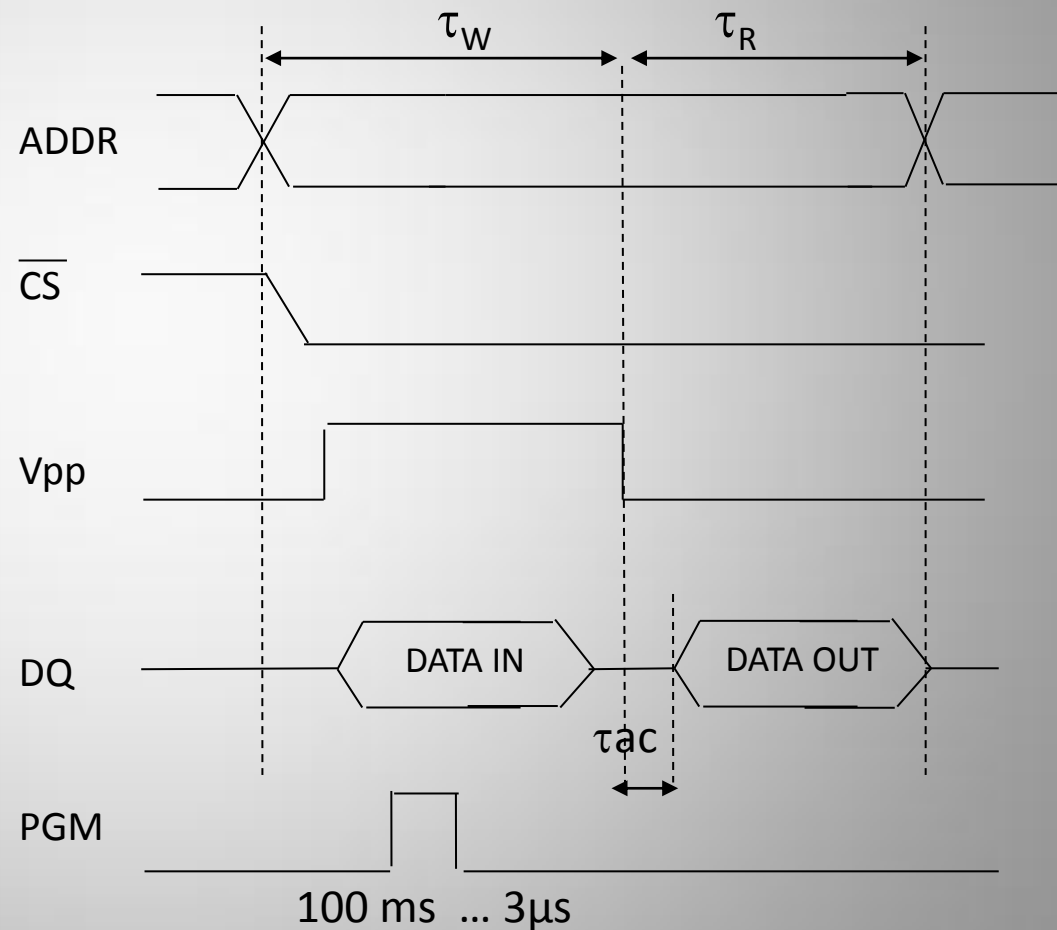 τW τR
ADDR
CS
Vpp
DQ DATA IN DATA OUT
τac
PGM
100 ms ... 3µs